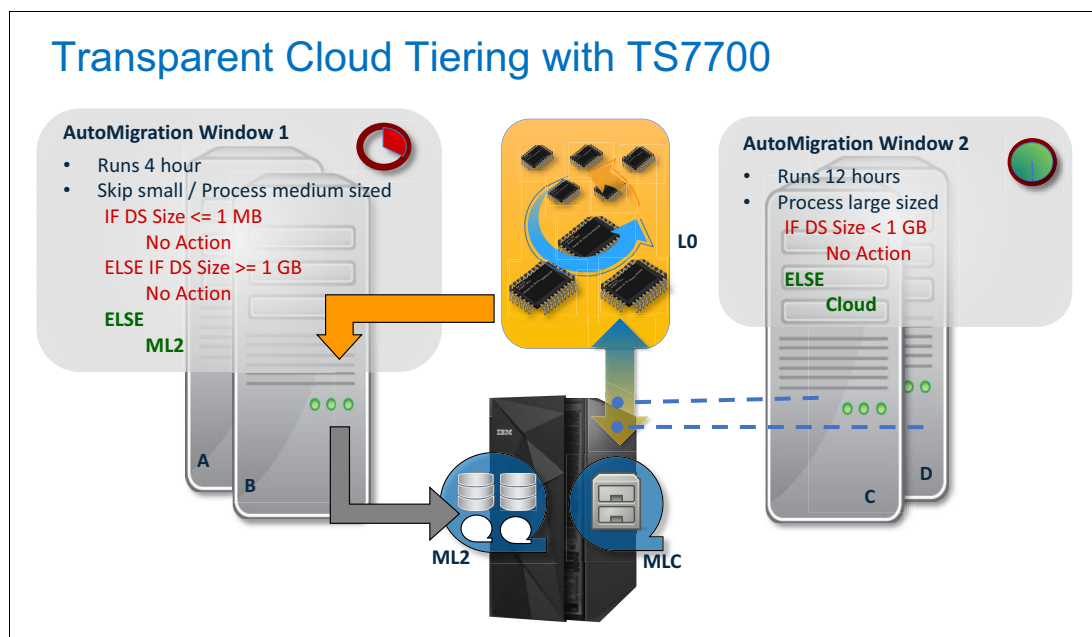 Transparent Cloud Tiering with TS7700
AutoMigration Window 1
• Runs 4 hour
• Skip small / Process medium sized
IF DS Size <= 1 MB
No Action
ELSE IF DS Size >= 1 GB
No Action
ELSE
ML2
A
B
L0
IBM
ML2
MLC
AutoMigration Window 2
• Runs 12 hours
• Process large sized
IF DS Size < 1 GB
No Action
ELSE
Cloud
C
D